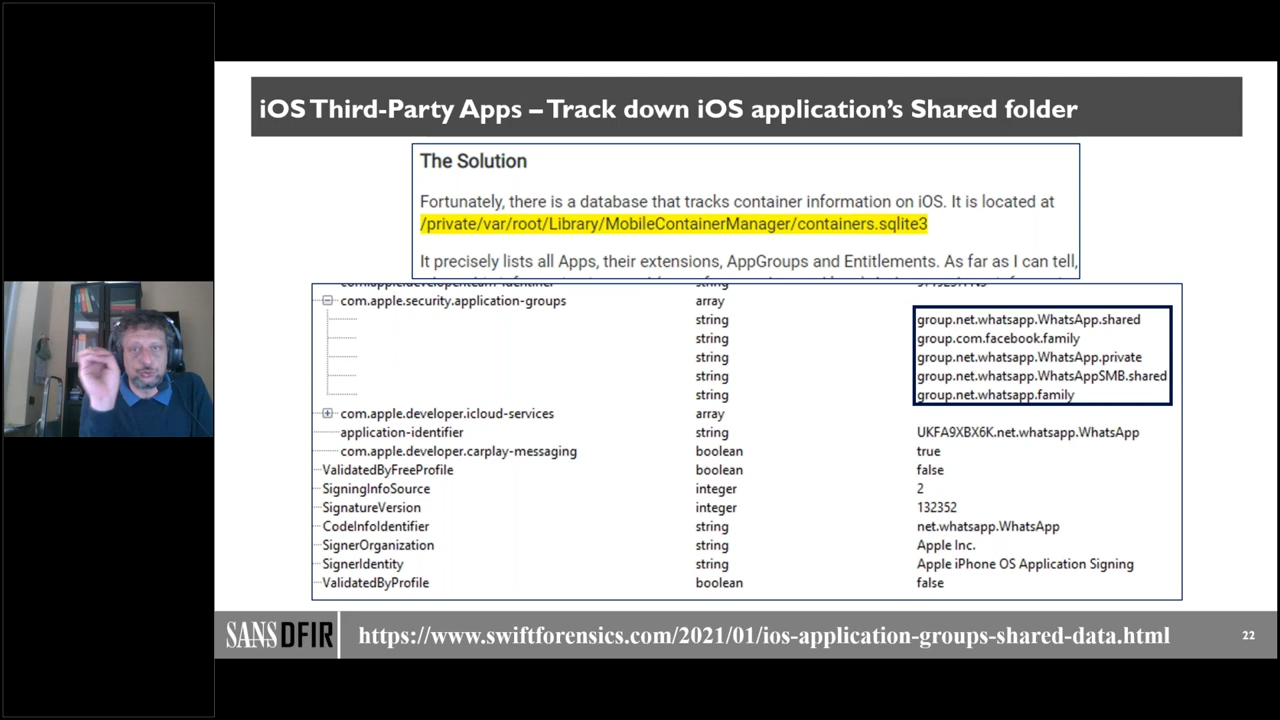 iOS Third-Party Apps – Track down iOS application's Shared folder
The Solution
Fortunately, there is a database that tracks container information on iOS. It is located at
/private/var/root/Library/MobileContainerManager/containers.sqlite3
It precisely lists all Apps, their extensions, AppGroups and Entitlements. As far as I can tell,
com.apple.security.application-groups array
string group.net.whatsapp.WhatsApp.shared
string group.com.facebook.family
string group.net.whatsapp.WhatsApp.private
string group.net.whatsapp.WhatsAppSMB.shared
string group.net.whatsapp.family
com.apple.developer.icloud-services array
application-identifier string UKFA9XBX6K.net.whatsapp.WhatsApp
com.apple.developer.carplay-messaging boolean true
ValidatedByFreeProfile boolean false
SigningInfoSource integer 2
SignatureVersion integer 132352
CodeInfoIdentifier string net.whatsapp.WhatsApp
SignerOrganization string Apple Inc.
SignerIdentity string Apple iPhone OS Application Signing
ValidatedByProfile boolean false
SANS DFIR https://www.swiftforensics.com/2021/01/ios-application-groups-shared-data.html 22